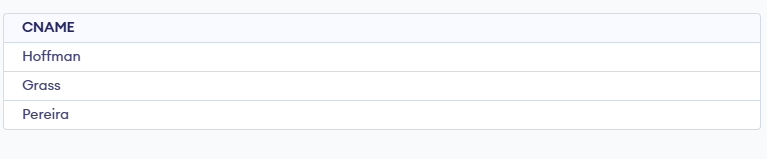 CNAME
Hoffman
Grass
Pereira